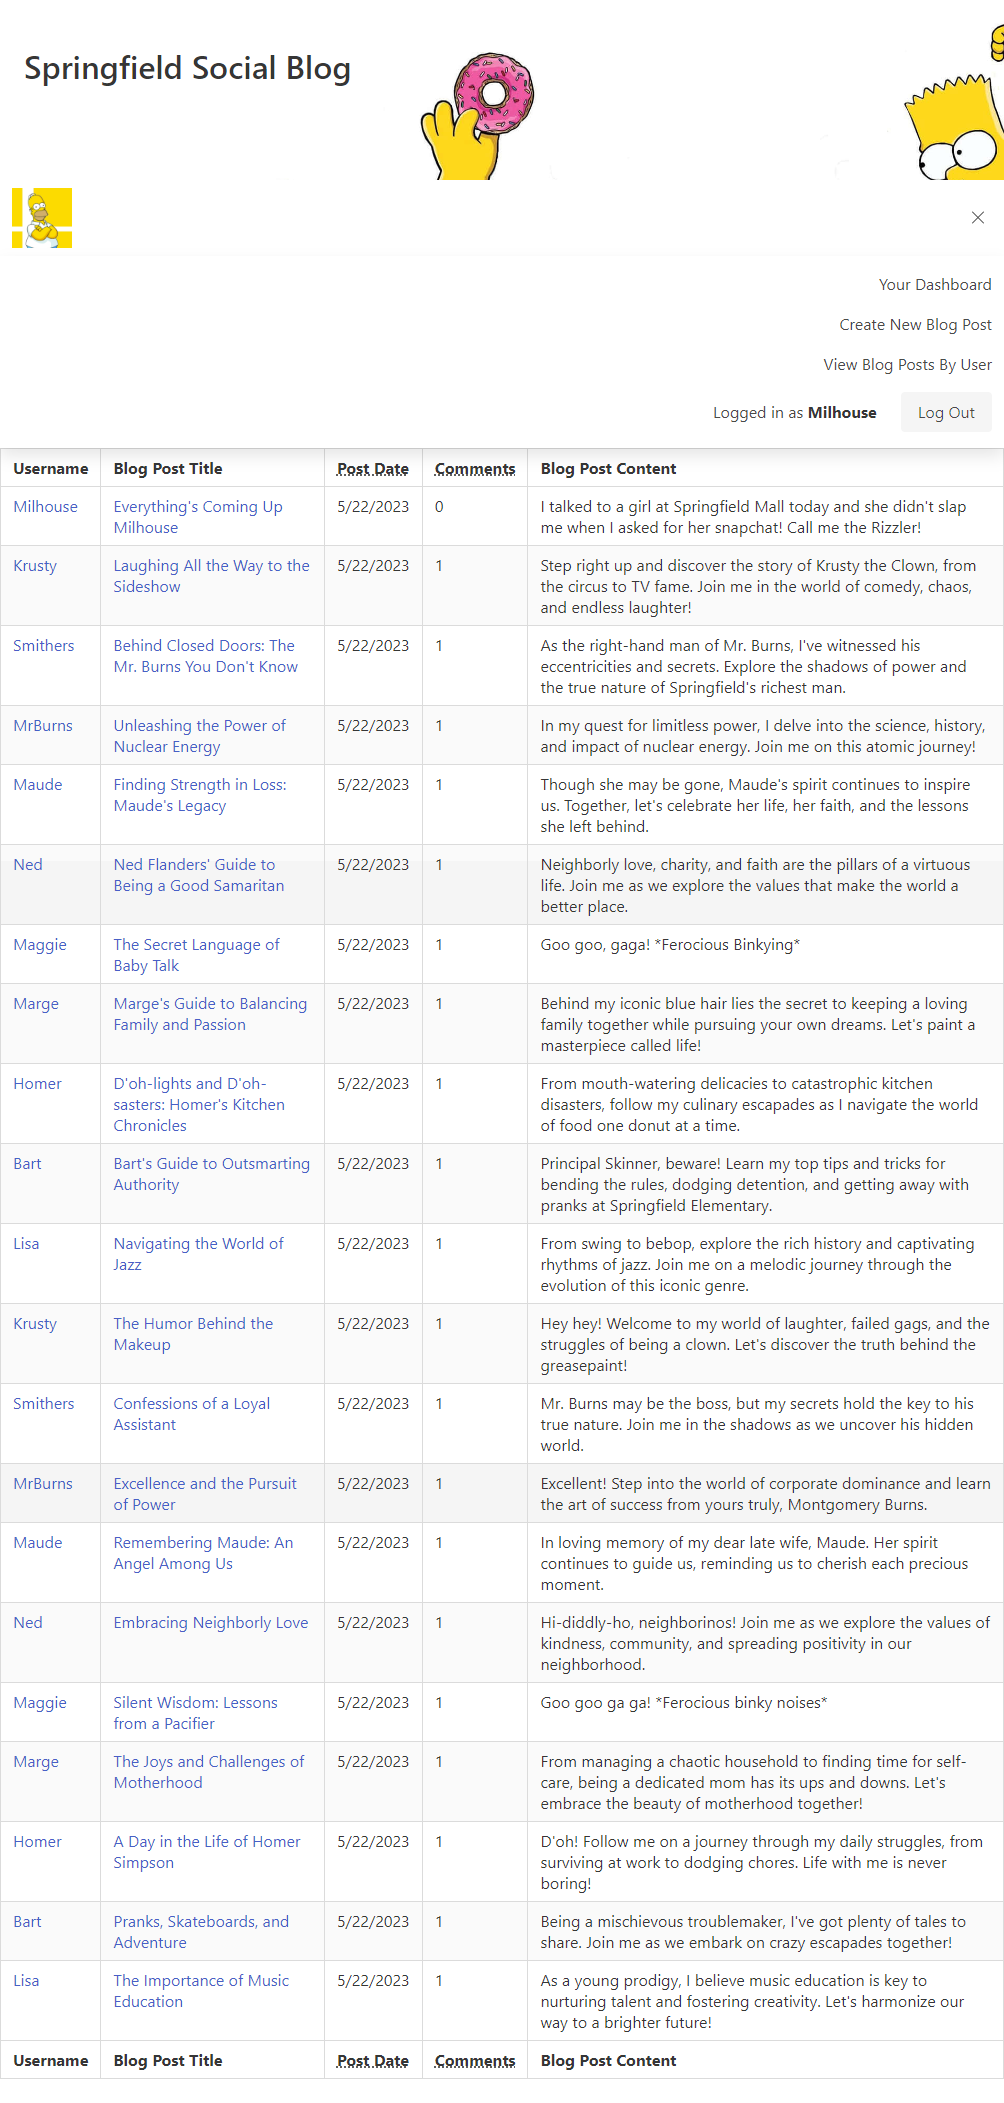 Springfield Social Blog
Your Dashboard
Create New Blog Post
View Blog Posts By User
Logged in as Milhouse Log Out
Username Blog Post Title Post Date Comments Blog Post Content
Milhouse Everything's Coming Up 5/22/2023 0 I talked to a girl at Springfield Mall today and she didn't slap
Milhouse me when I asked for her snapchat! Call me the Rizzler!
Krusty Laughing All the Way to the 5/22/2023 1 Step right up and discover the story of Krusty the Clown, from
Sideshow the circus to TV fame. Join me in the world of comedy, chaos,
and endless laughter!
Smithers Behind Closed Doors: The 5/22/2023 1 As the right-hand man of Mr. Burns, I've witnessed his
Mr. Burns You Don't Know eccentricities and secrets. Explore the shadows of power and
the true nature of Springfield's richest man.
MrBurns Unleashing the Power of 5/22/2023 1 In my quest for limitless power, I delve into the science, history,
Nuclear Energy and impact of nuclear energy. Join me on this atomic journey!
Maude Finding Strength in Loss: 5/22/2023 1 Though she may be gone, Maude's spirit continues to inspire
Maude's Legacy us. Together, let's celebrate her life, her faith, and the lessons
she left behind.
Ned Ned Flanders' Guide to 5/22/2023 1 Neighborly love, charity, and faith are the pillars of a virtuous
Being a Good Samaritan life. Join me as we explore the values that make the world a
better place.
Maggie The Secret Language of 5/22/2023 1 Goo goo, gaga! *Ferocious Binkying*
Baby Talk
Marge Marge's Guide to Balancing 5/22/2023 1 Behind my iconic blue hair lies the secret to keeping a loving
Family and Passion family together while pursuing your own dreams. Let's paint a
masterpiece called life!
Homer D'oh-lights and D'oh- 5/22/2023 1 From mouth-watering delicacies to catastrophic kitchen
sasters: Homer's Kitchen disasters, follow my culinary escapades as I navigate the world
Chronicles of food one donut at a time.
Bart Bart's Guide to Outsmarting 5/22/2023 1 Principal Skinner, beware! Learn my top tips and tricks for
Authority bending the rules, dodging detention, and getting away with
pranks at Springfield Elementary.
Lisa Navigating the World of 5/22/2023 1 From swing to bebop, explore the rich history and captivating
Jazz rhythms of jazz. Join me on a melodic journey through the
evolution of this iconic genre.
Krusty The Humor Behind the 5/22/2023 1 Hey hey! Welcome to my world of laughter, failed gags, and the
Makeup struggles of being a clown. Let's discover the truth behind the
greasepaint!
Smithers Confessions of a Loyal 5/22/2023 1 Mr. Burns may be the boss, but my secrets hold the key to his
Assistant true nature. Join me in the shadows as we uncover his hidden
world.
MrBurns Excellence and the Pursuit 5/22/2023 1 Excellent! Step into the world of corporate dominance and learn
of Power the art of success from yours truly, Montgomery Burns.
Maude Remembering Maude: An 5/22/2023 1 In loving memory of my dear late wife, Maude. Her spirit
Angel Among Us continues to guide us, reminding us to cherish each precious
moment.
Ned Embracing Neighborly Love 5/22/2023 1 Hi-diddly-ho, neighborinos! Join me as we explore the values of
kindness, community, and spreading positivity in our
neighborhood.
Maggie Silent Wisdom: Lessons 5/22/2023 1 Goo goo ga ga! *Ferocious binky noises*
from a Pacifier
Marge The Joys and Challenges of 5/22/2023 1 From managing a chaotic household to finding time for self-
Motherhood care, being a dedicated mom has its ups and downs. Let's
embrace the beauty of motherhood together!
Homer A Day in the Life of Homer 5/22/2023 1 D'oh! Follow me on a journey through my daily struggles, from
Simpson surviving at work to dodging chores. Life with me is never
boring!
Bart Pranks, Skateboards, and 5/22/2023 1 Being a mischievous troublemaker, I've got plenty of tales to
Adventure share. Join me as we embark on crazy escapades together!
Lisa The Importance of Music 5/22/2023 1 As a young prodigy, I believe music education is key to
Education nurturing talent and fostering creativity. Let's harmonize our
way to a brighter future!
Username Blog Post Title Post Date Comments Blog Post Content